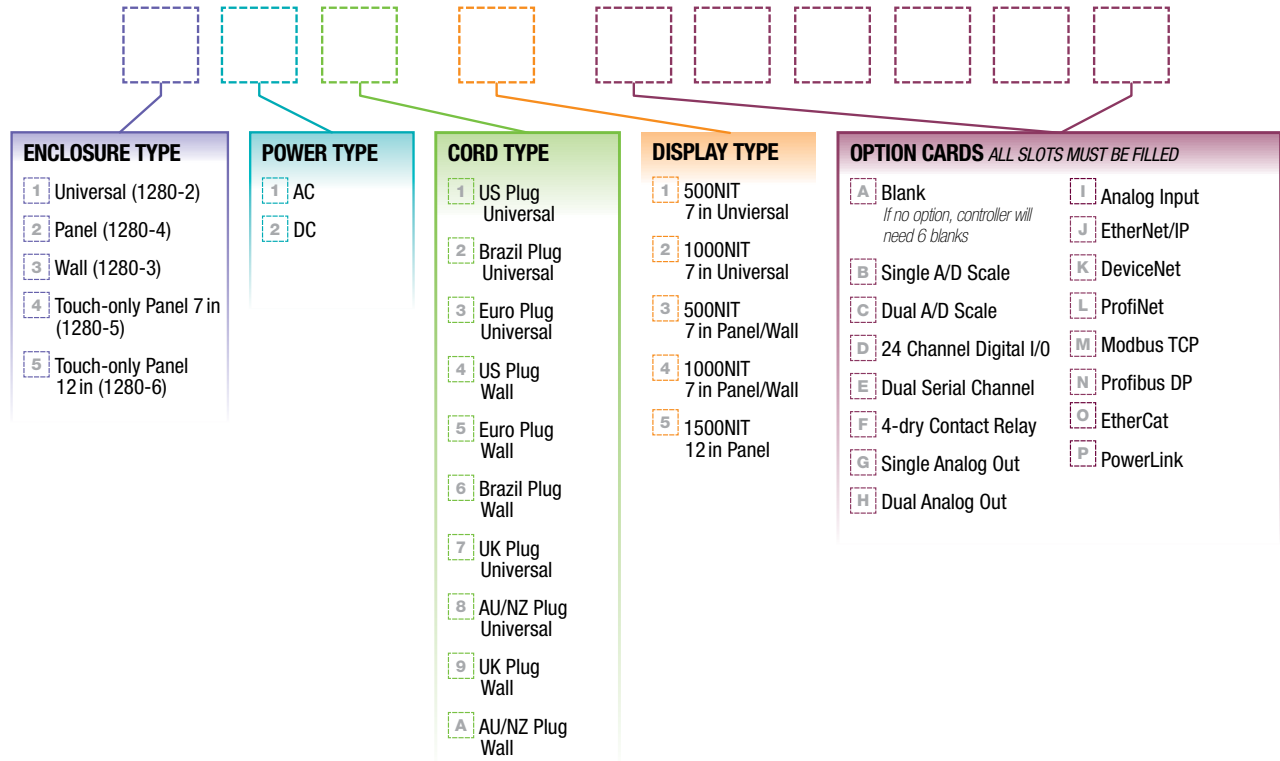 ENCLOSURE TYPE
1 Universal (1280-2)
2 Panel (1280-4)
3 Wall (1280-3)
4 Touch-only Panel 7 in
(1280-5)
5 Touch-only Panel
12 in (1280-6)
POWER TYPE
1 AC
2 DC
CORD TYPE
1 US Plug
Universal
2 Brazil Plug
Universal
3 Euro Plug
Universal
4 US Plug
Wall
5 Euro Plug
Wall
6 Brazil Plug
Wall
7 UK Plug
Universal
8 AU/NZ Plug
Universal
9 UK Plug
Wall
A AU/NZ Plug
Wall
DISPLAY TYPE
1 500NIT
7 in Unviersal
2 1000NIT
7 in Universal
3 500NIT
7 in Panel/Wall
4 1000NIT
7 in Panel/Wall
5 1500NIT
12 in Panel
OPTION CARDS ALL SLOTS MUST BE FILLED
A Blank
If no option, controller will
need 6 blanks
B Single A/D Scale
C Dual A/D Scale
D 24 Channel Digital I/0
E Dual Serial Channel
F 4-dry Contact Relay
G Single Analog Out
H Dual Analog Out
I Analog Input
J EtherNet/IP
K DeviceNet
L ProfiNet
M Modbus TCP
N Profibus DP
O EtherCat
P PowerLink